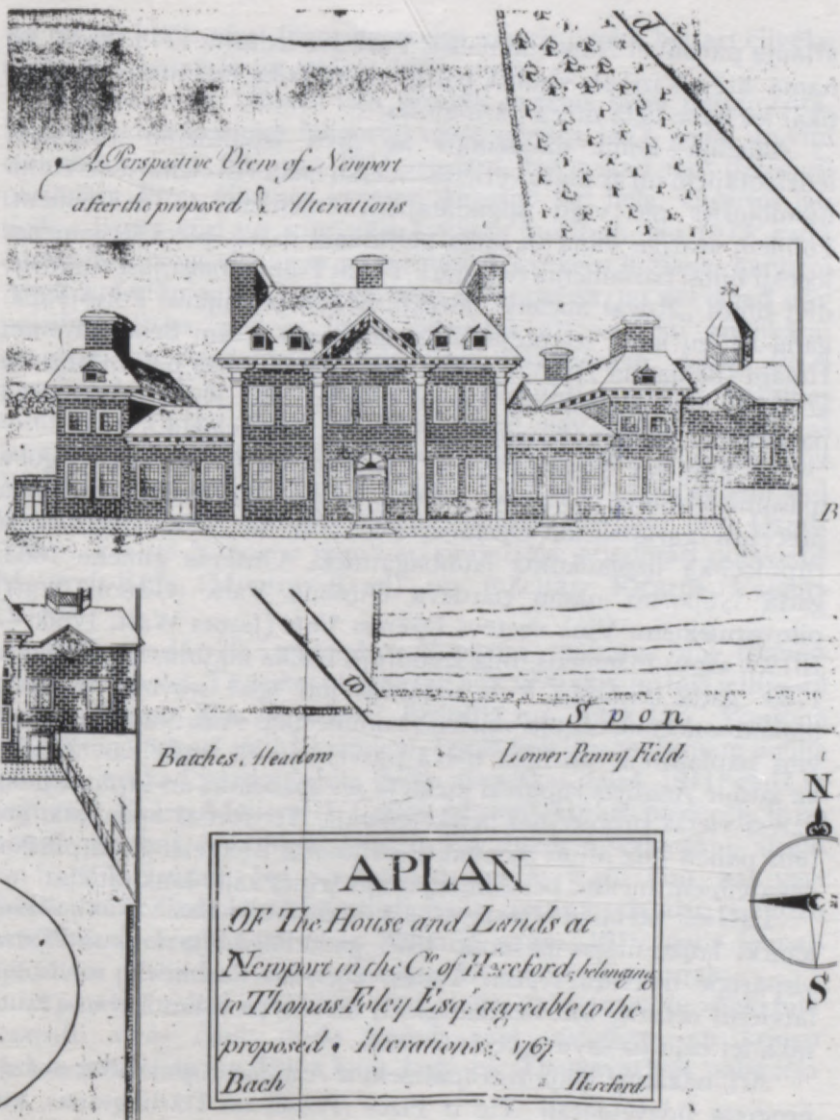 d
A Perspective View of Newport
after the proposed Alterations
B
to
Spon
Batches Meadow
Lower Penny Field
N
A PLAN
OF The House and Lands at
Newport in the Co. of Hereford, belonging
to Thomas Foley Esqr. agreable to the
proposed Alterations: 1767
Bach
Hereford.
S